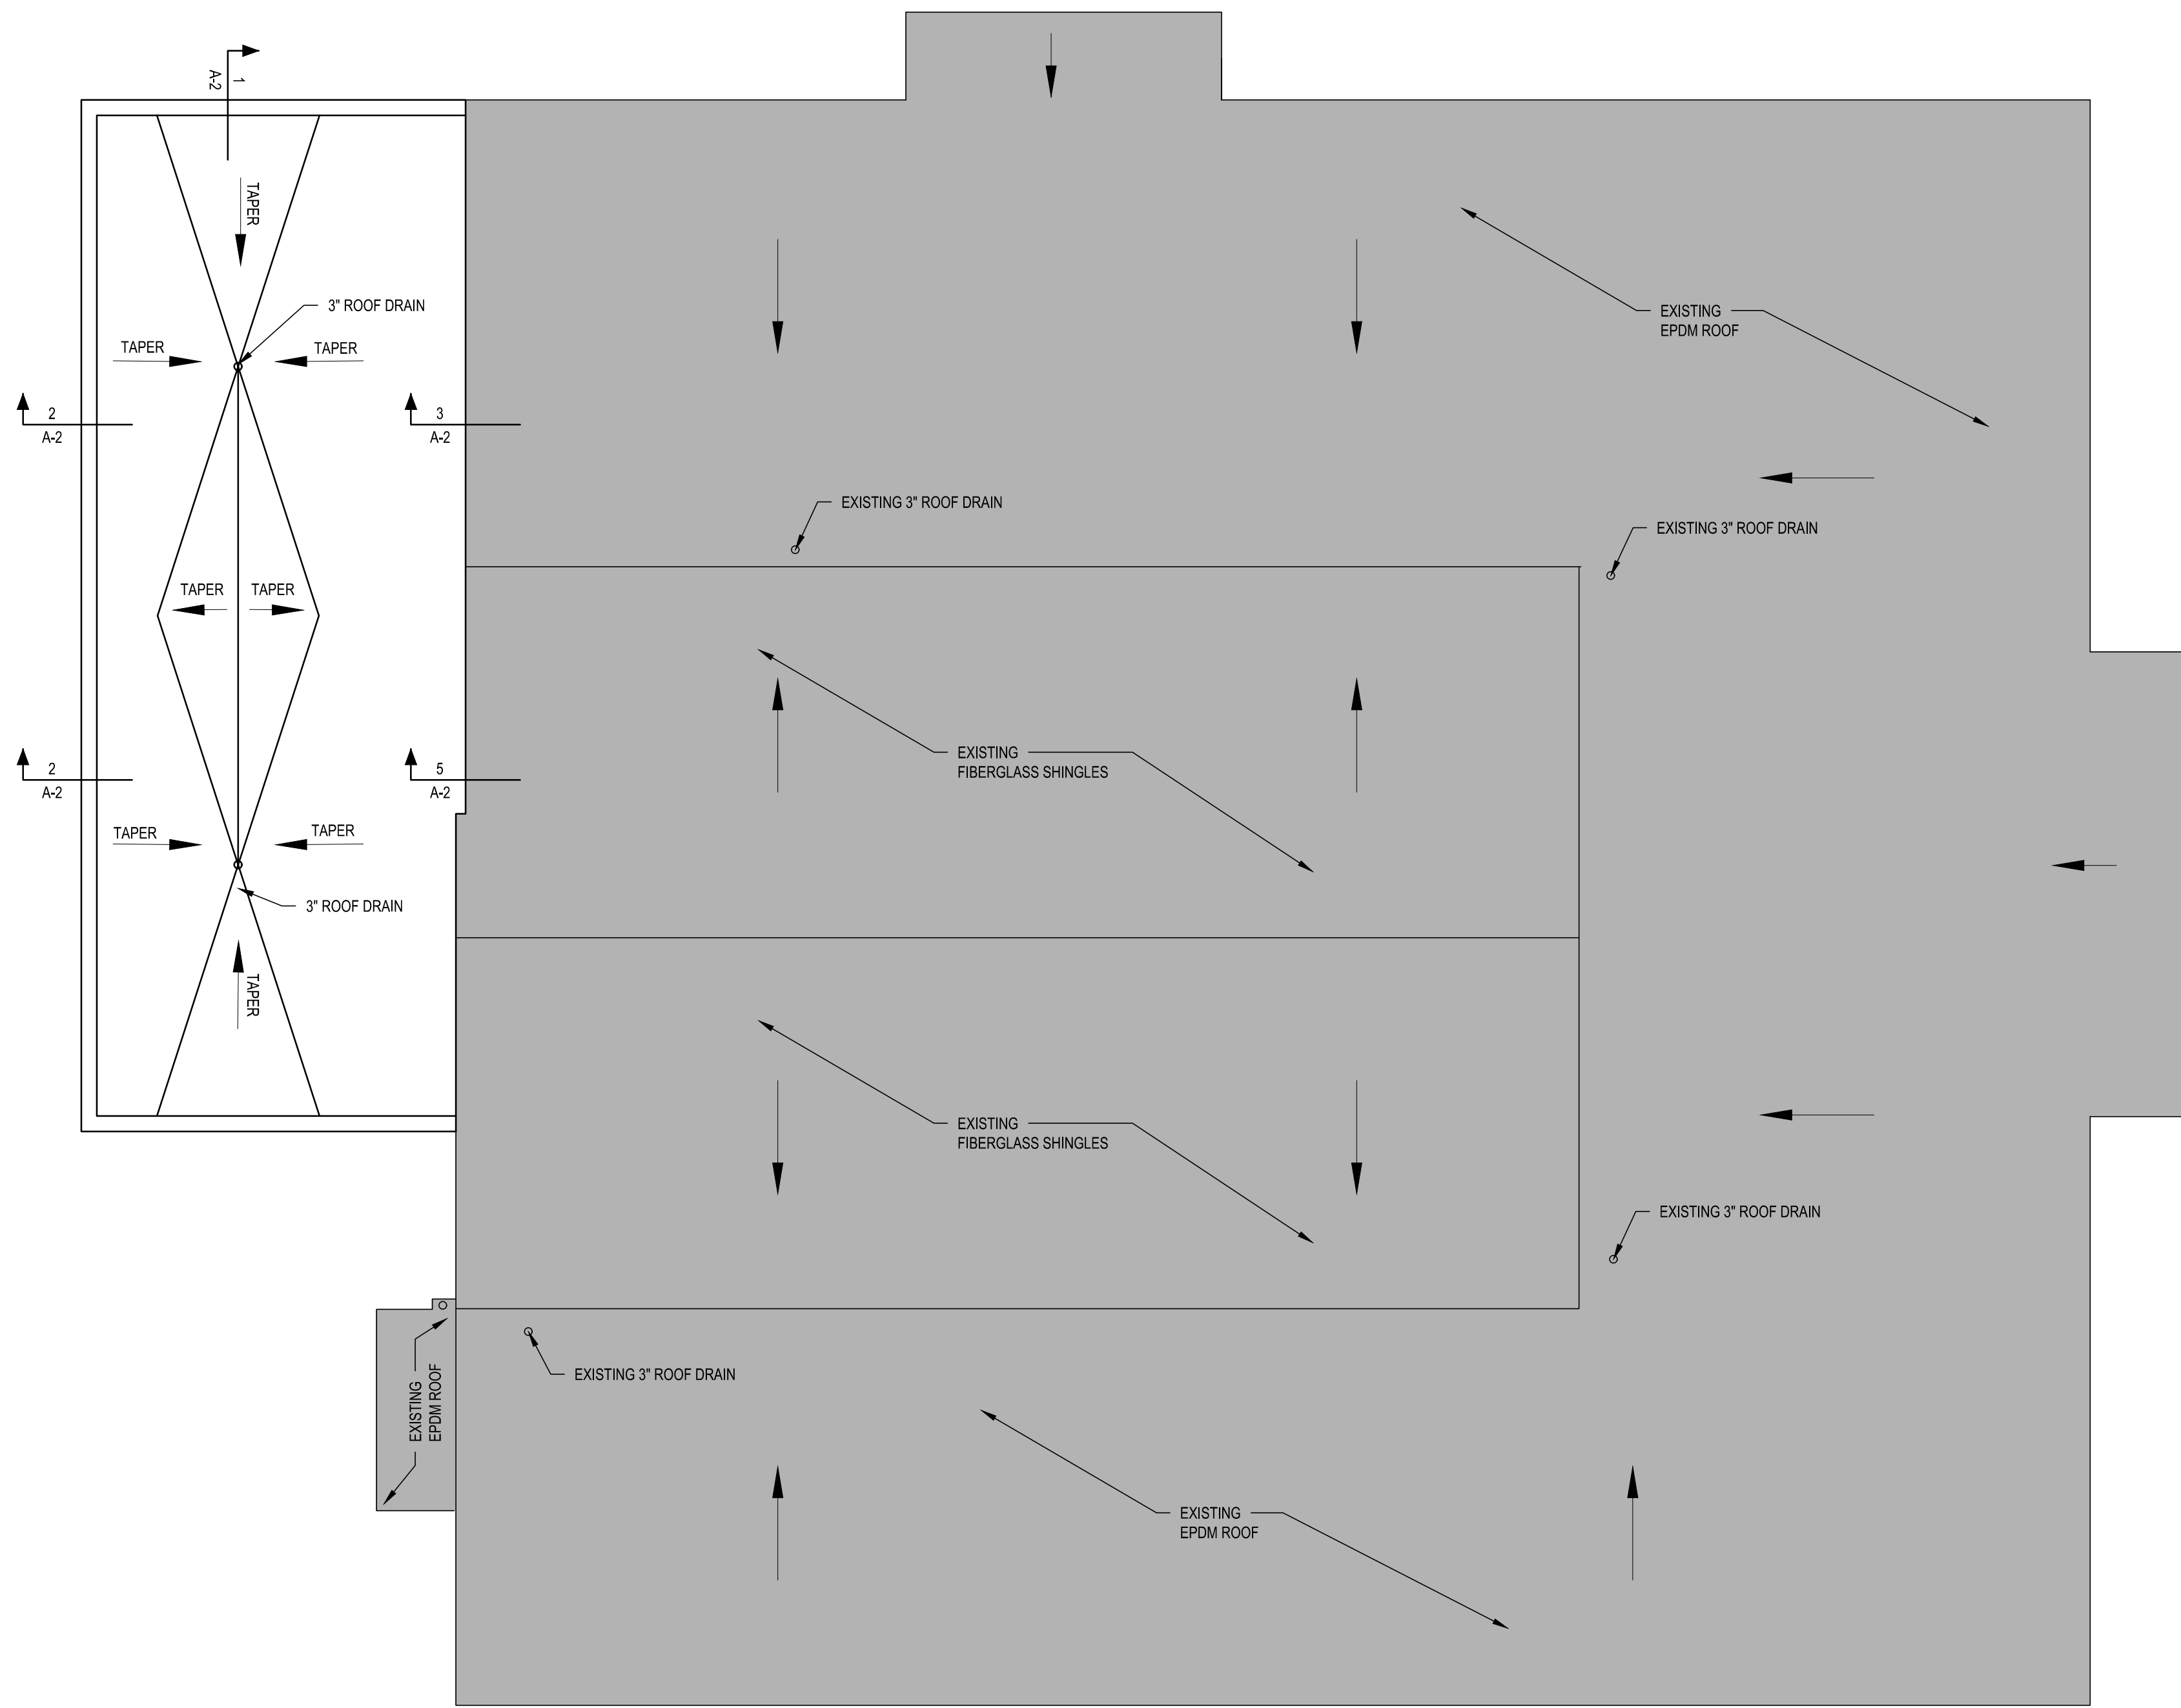 1
A-2
TAPER
3" ROOF DRAIN
TAPER
TAPER
EXISTING
EPDM ROOF
2
A-2
3
A-2
EXISTING 3" ROOF DRAIN
EXISTING 3" ROOF DRAIN
TAPER
TAPER
EXISTING
FIBERGLASS SHINGLES
2
A-2
5
A-2
TAPER
TAPER
3" ROOF DRAIN
TAPER
EXISTING
FIBERGLASS SHINGLES
EXISTING 3" ROOF DRAIN
EXISTING 3" ROOF DRAIN
EXISTING
EPDM ROOF
EXISTING
EPDM ROOF